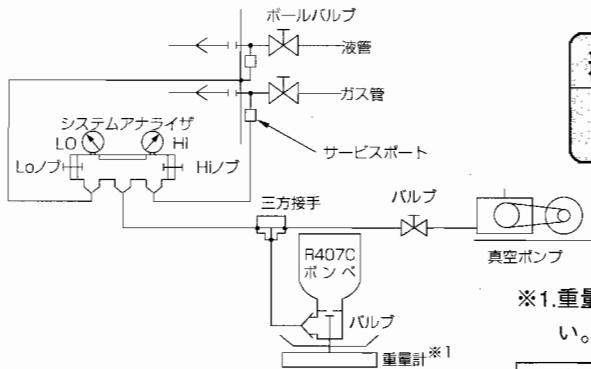 ボールバルブ
液管
ガス管
システムアナライザ
LO
Hi
サービスポート
Loノブ
Hiノブ
三方接手
バルブ
R407C
ボンベ
真空ポンプ
バルブ
重量計※1
※1.重量
い。